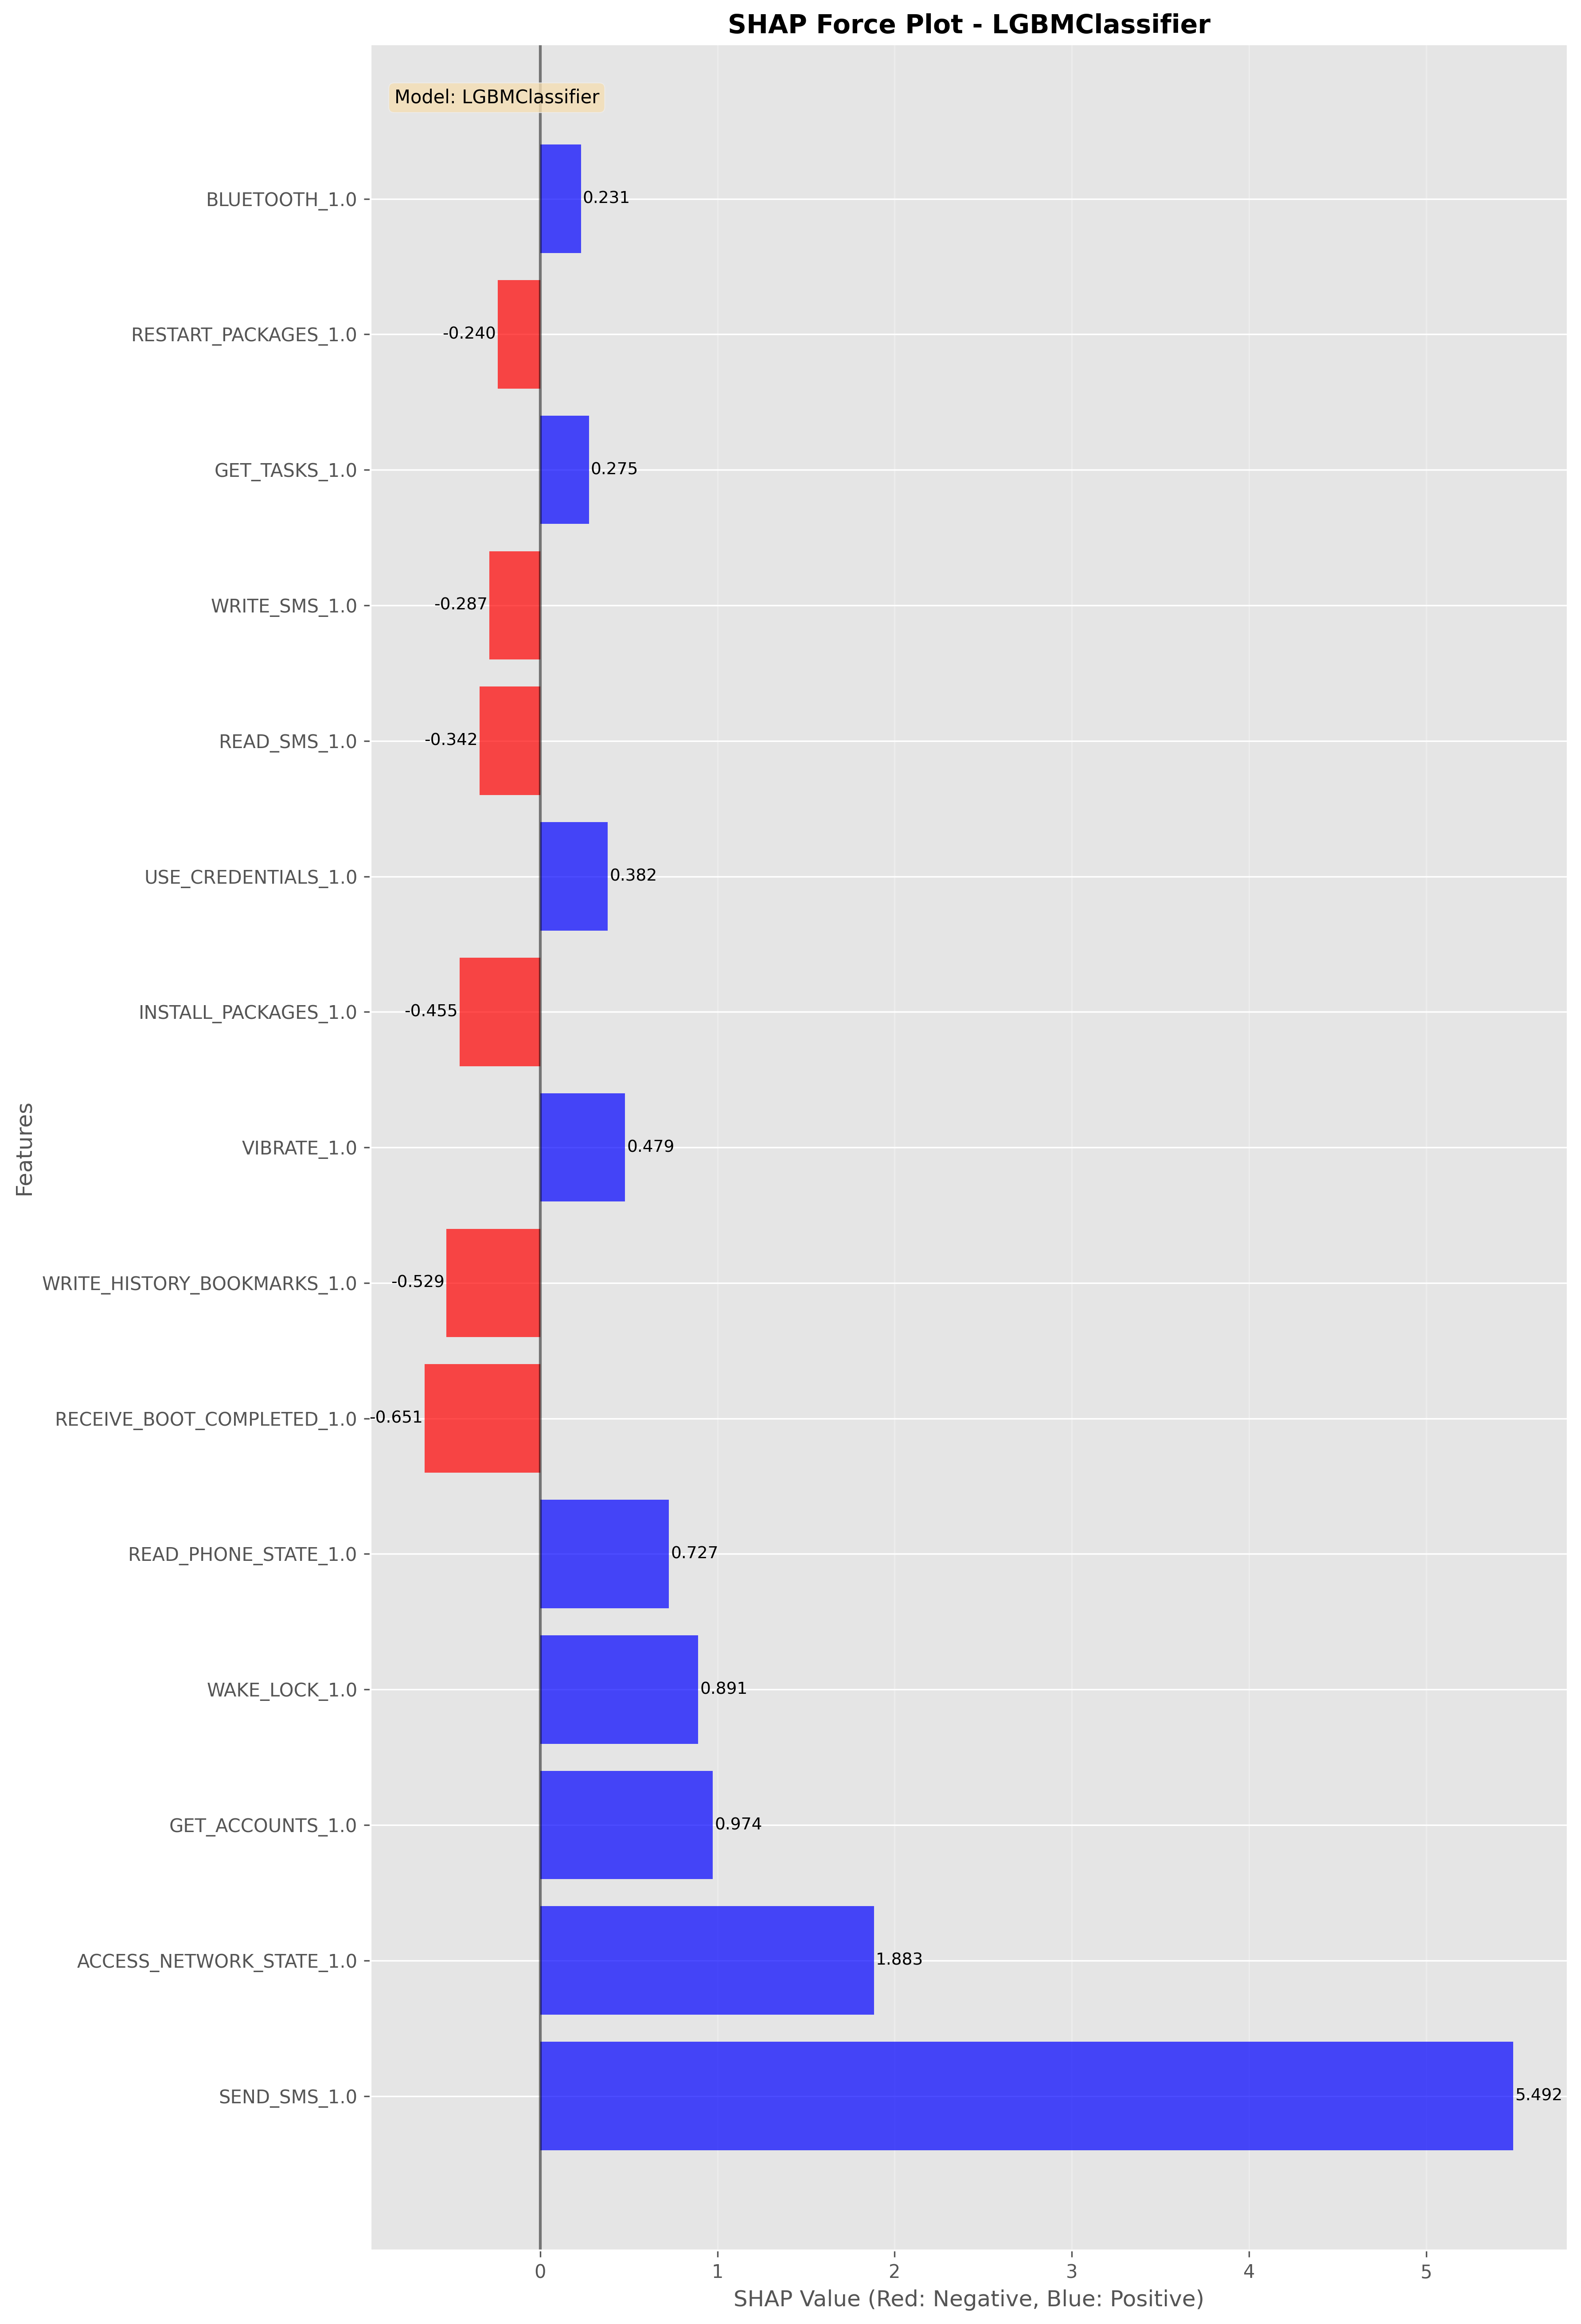 SHAP Force Plot - LGBMClassifier
Model: LGBMClassifier
BLUETOOTH_1.0
0.231
RESTART_PACKAGES_1.0
-0.240
GET_TASKS_1.0
0.275
WRITE_SMS_1.0
-0.287
READ_SMS_1.0
-0.342
USE_CREDENTIALS_1.0
0.382
INSTALL_PACKAGES_1.0
-0.455
VIBRATE_1.0
0.479
WRITE_HISTORY_BOOKMARKS_1.0
-0.529
RECEIVE_BOOT_COMPLETED_1.0
-0.651
READ_PHONE_STATE_1.0
0.727
WAKE_LOCK_1.0
0.891
GET_ACCOUNTS_1.0
0.974
ACCESS_NETWORK_STATE_1.0
1.883
SEND_SMS_1.0
5.492
Features
0 1 2 3 4 5
SHAP Value (Red: Negative, Blue: Positive)